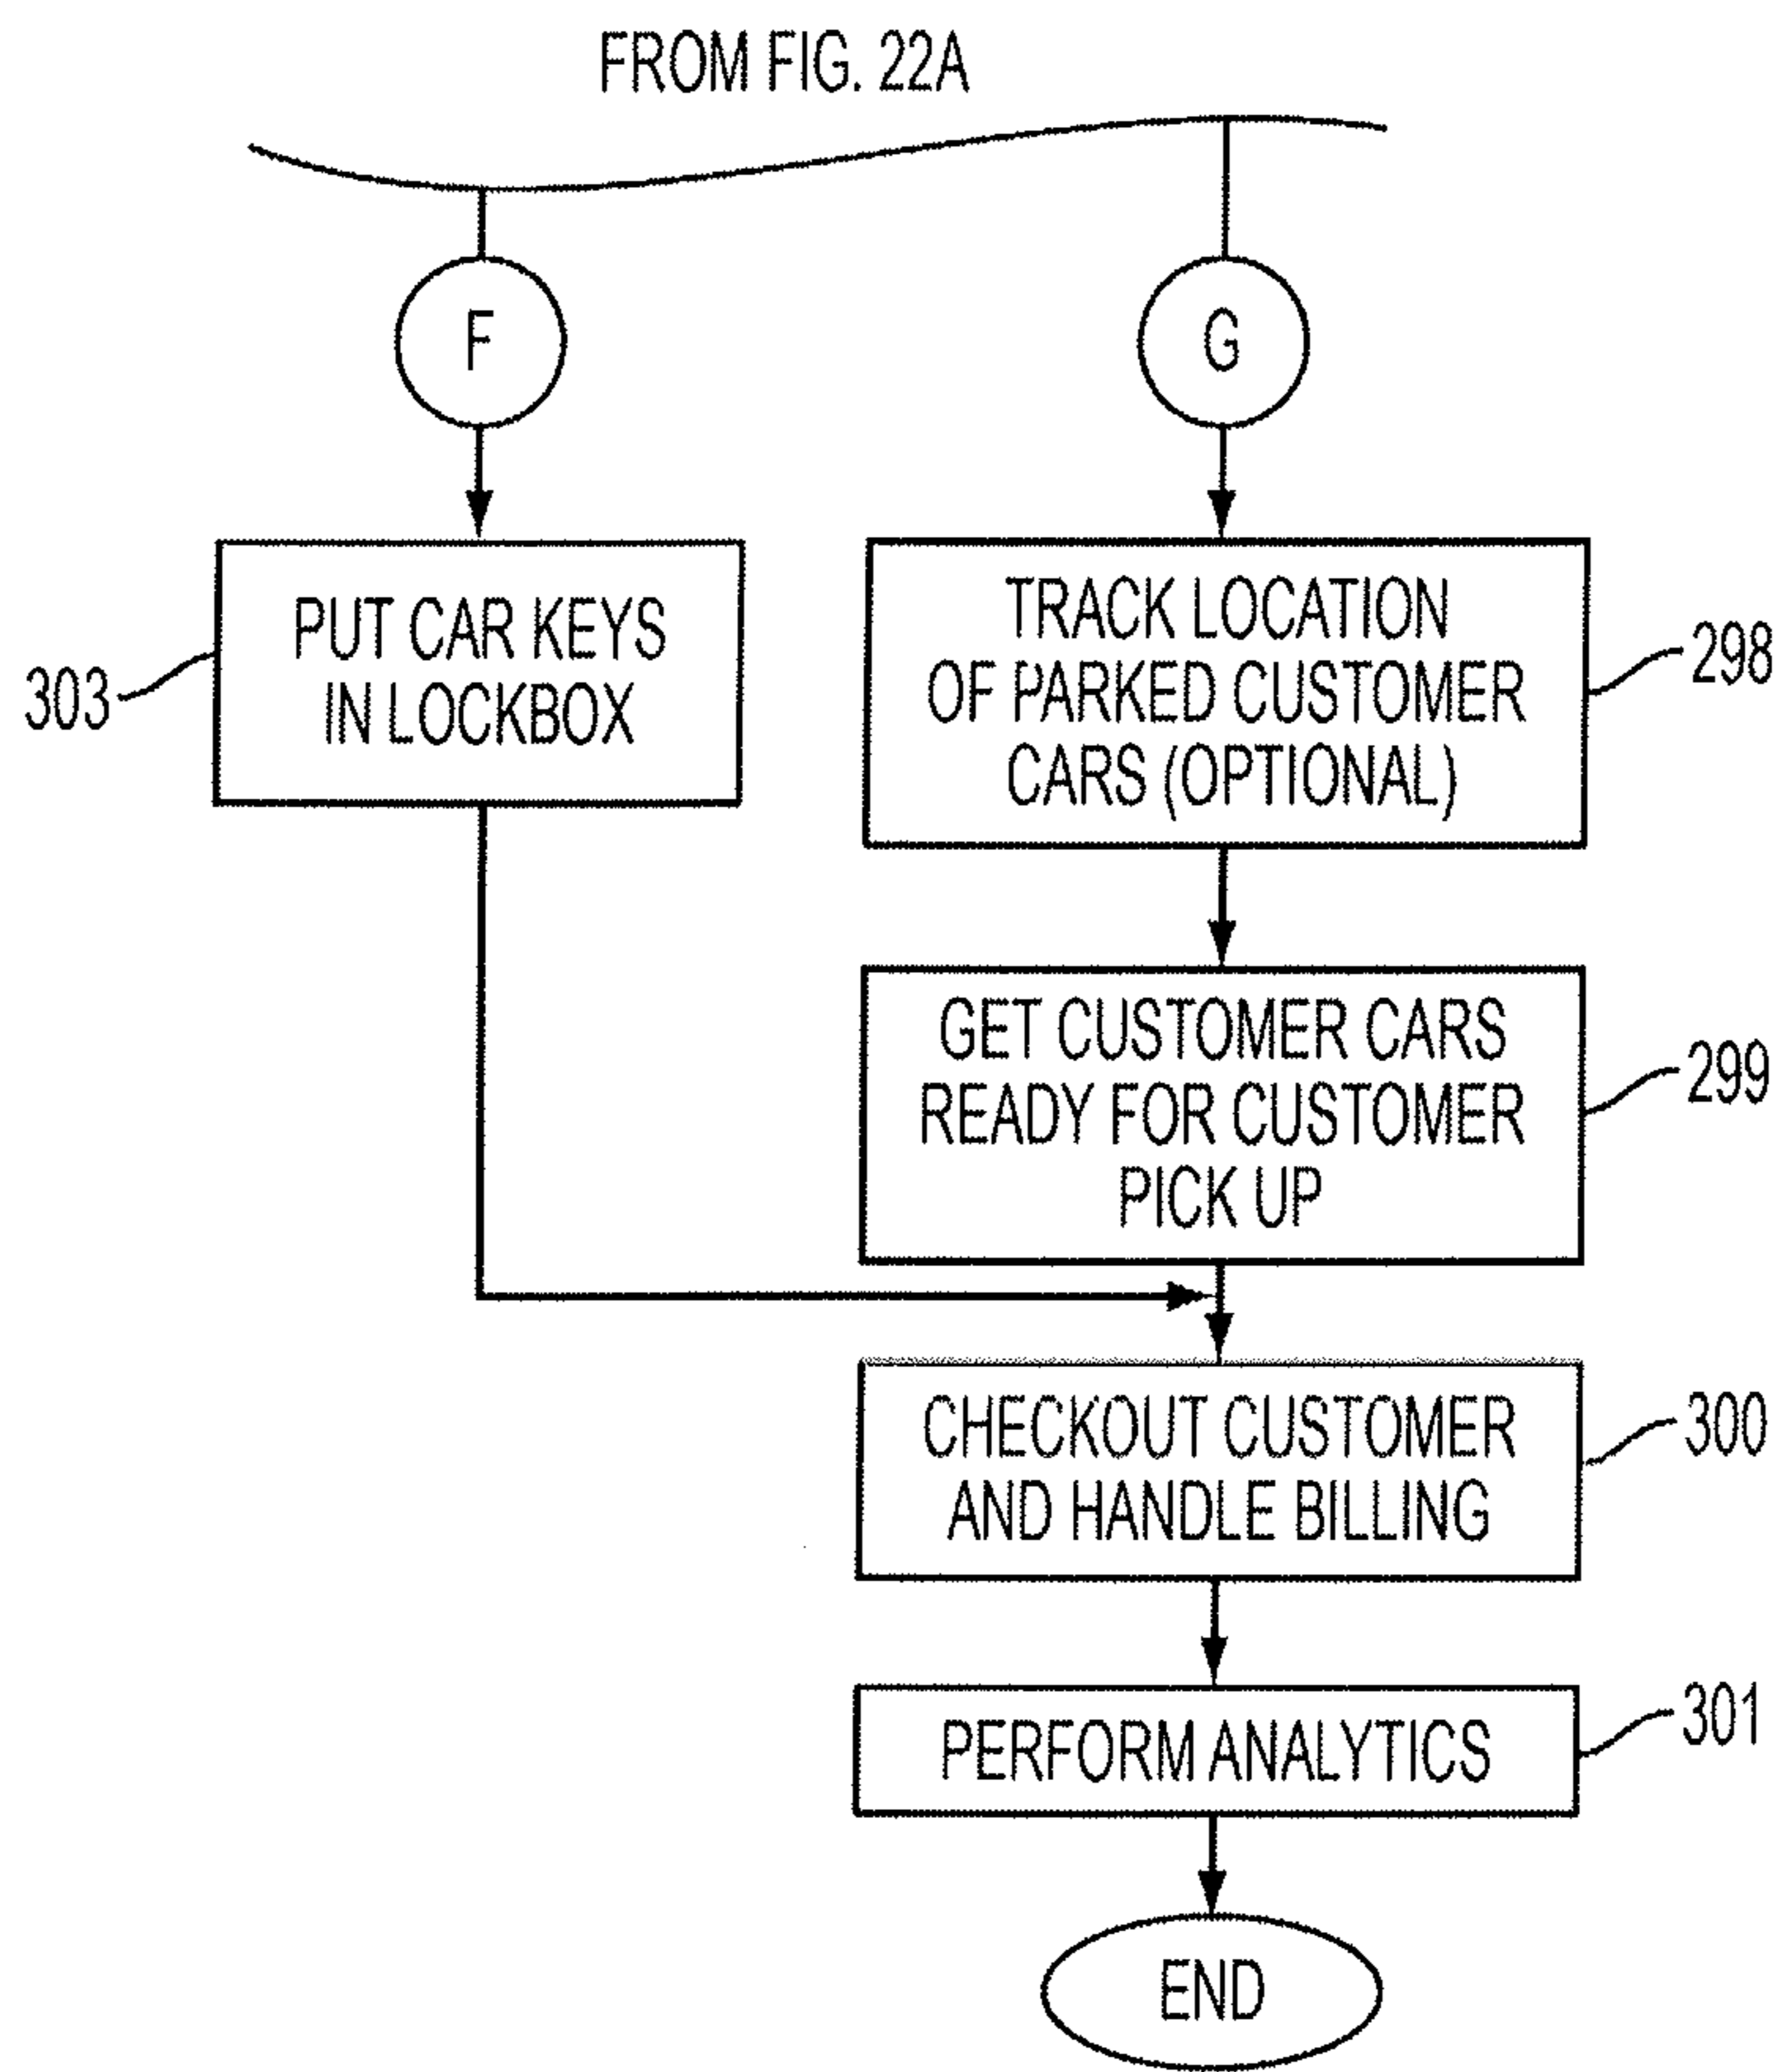 FROM FIG. 22A
F
G
PUT CAR KEYS
IN LOCKBOX
303
TRACK LOCATION
OF PARKED CUSTOMER
CARS (OPTIONAL)
298
GET CUSTOMER CARS
READY FOR CUSTOMER
PICK UP
299
CHECKOUT CUSTOMER
AND HANDLE BILLING
300
PERFORM ANALYTICS
301
END